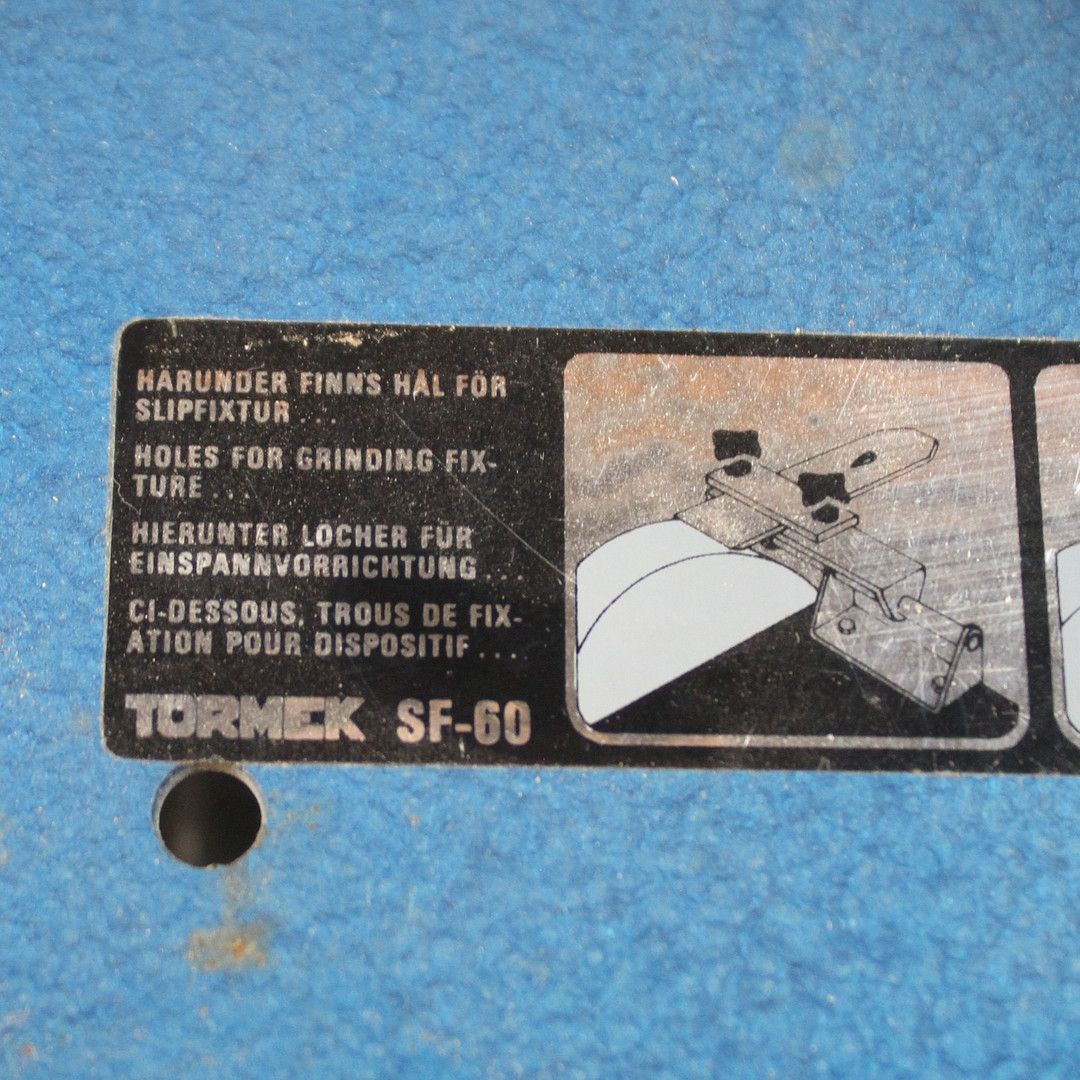 HÄRUNDER FINNS HÅL FÖR
SLIPFIXTUR...
HOLES FOR GRINDING FIX-
TURE...
HIERUNTER LÖCHER FÜR
EINSPANNVORRICHTUNG...
CI-DESSOUS, TROUS DE FIX-
ATION POUR DISPOSITIF...
TORMEK SF-60